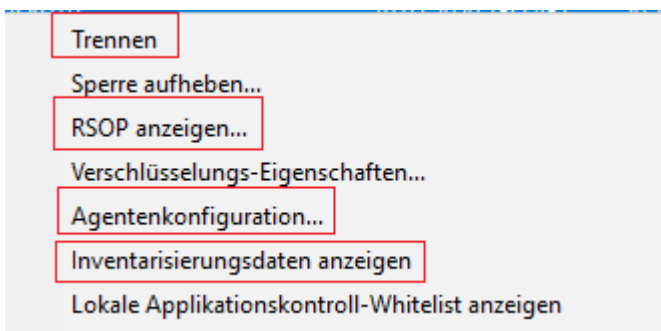 Trennen
Sperre aufheben...
RSOP anzeigen...
Verschlüsselungs-Eigenschaften...
Agentenkonfiguration...
Inventarisierungsdaten anzeigen
Lokale Applikationskontroll-Whitelist anzeigen